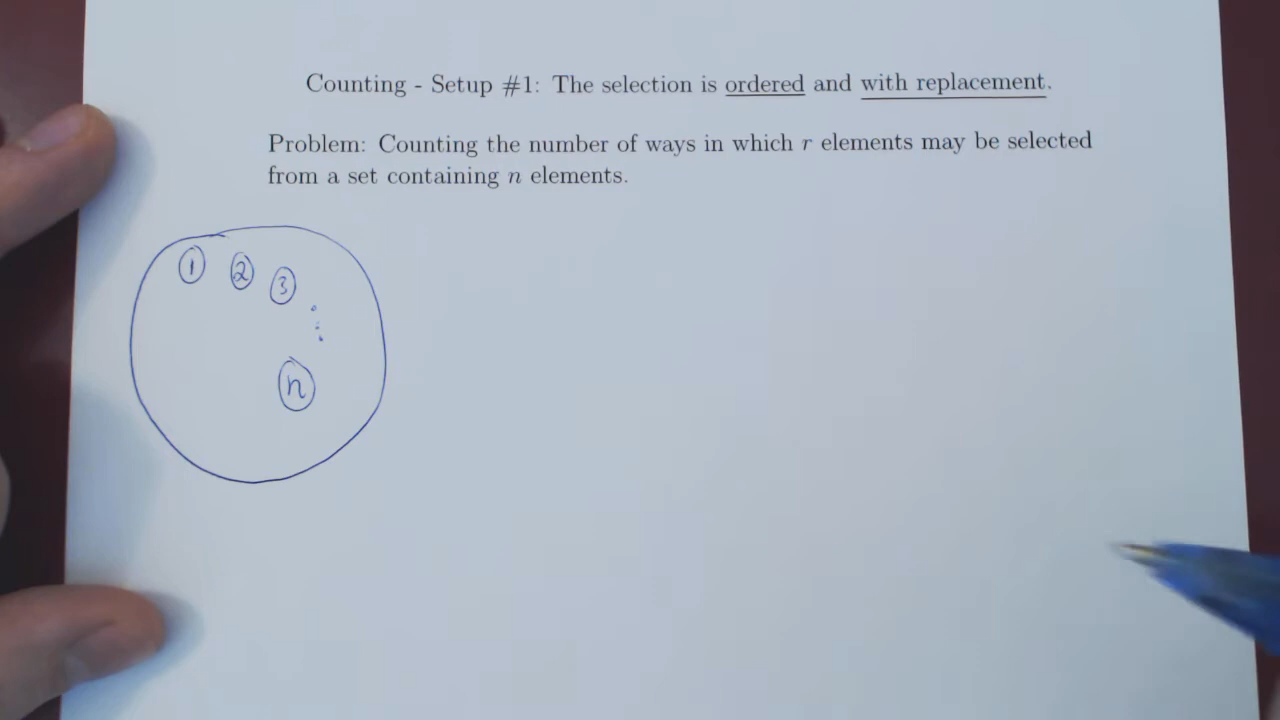 Counting - Setup #1: The selection is ordered and with replacement.
Problem: Counting the number of ways in which r elements may be selected
from a set containing n elements.
1 2 3
⋮
n